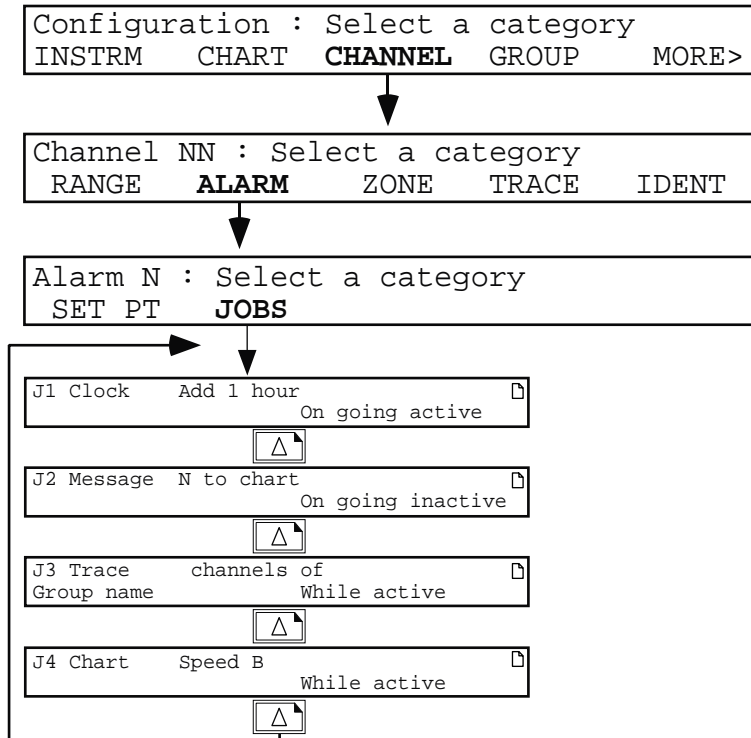 Configuration : Select a category
INSTRM CHART CHANNEL GROUP MORE>
Channel NN : Select a category
RANGE ALARM ZONE TRACE IDENT
Alarm N : Select a category
SET PT JOBS
J1 Clock Add 1 hour
On going active
J2 Message N to chart
On going inactive
J3 Trace channels of
Group name While active
J4 Chart Speed B
While active